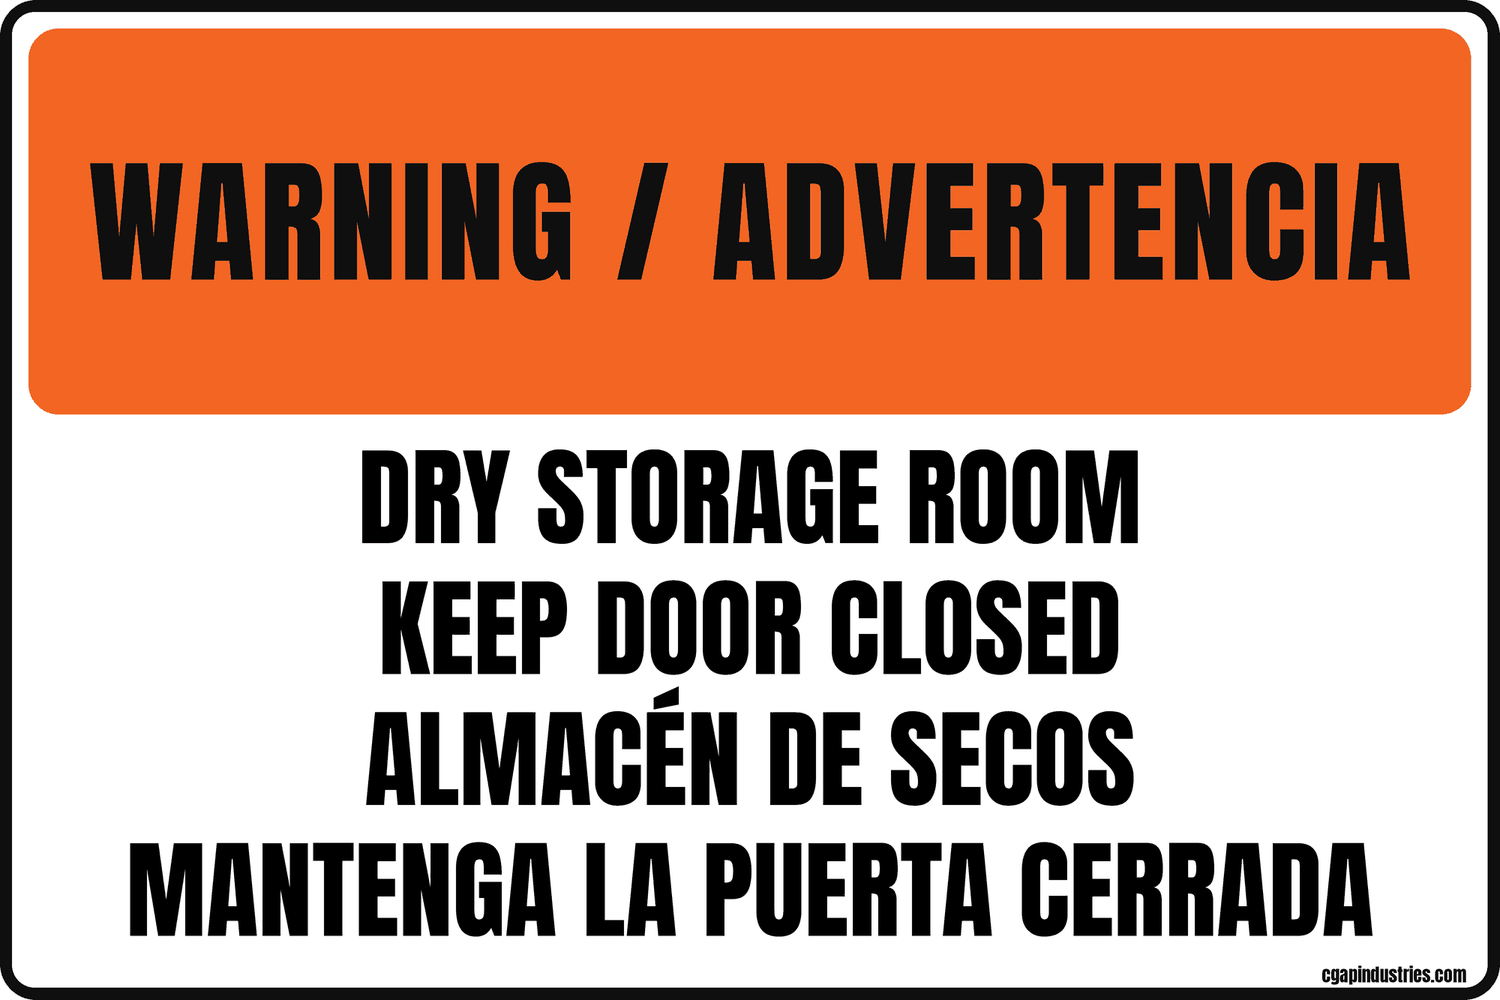 WARNING / ADVERTENCIA
DRY STORAGE ROOM
KEEP DOOR CLOSED
ALMACÉN DE SECOS
MANTENGA LA PUERTA CERRADA
cgapindustries.com